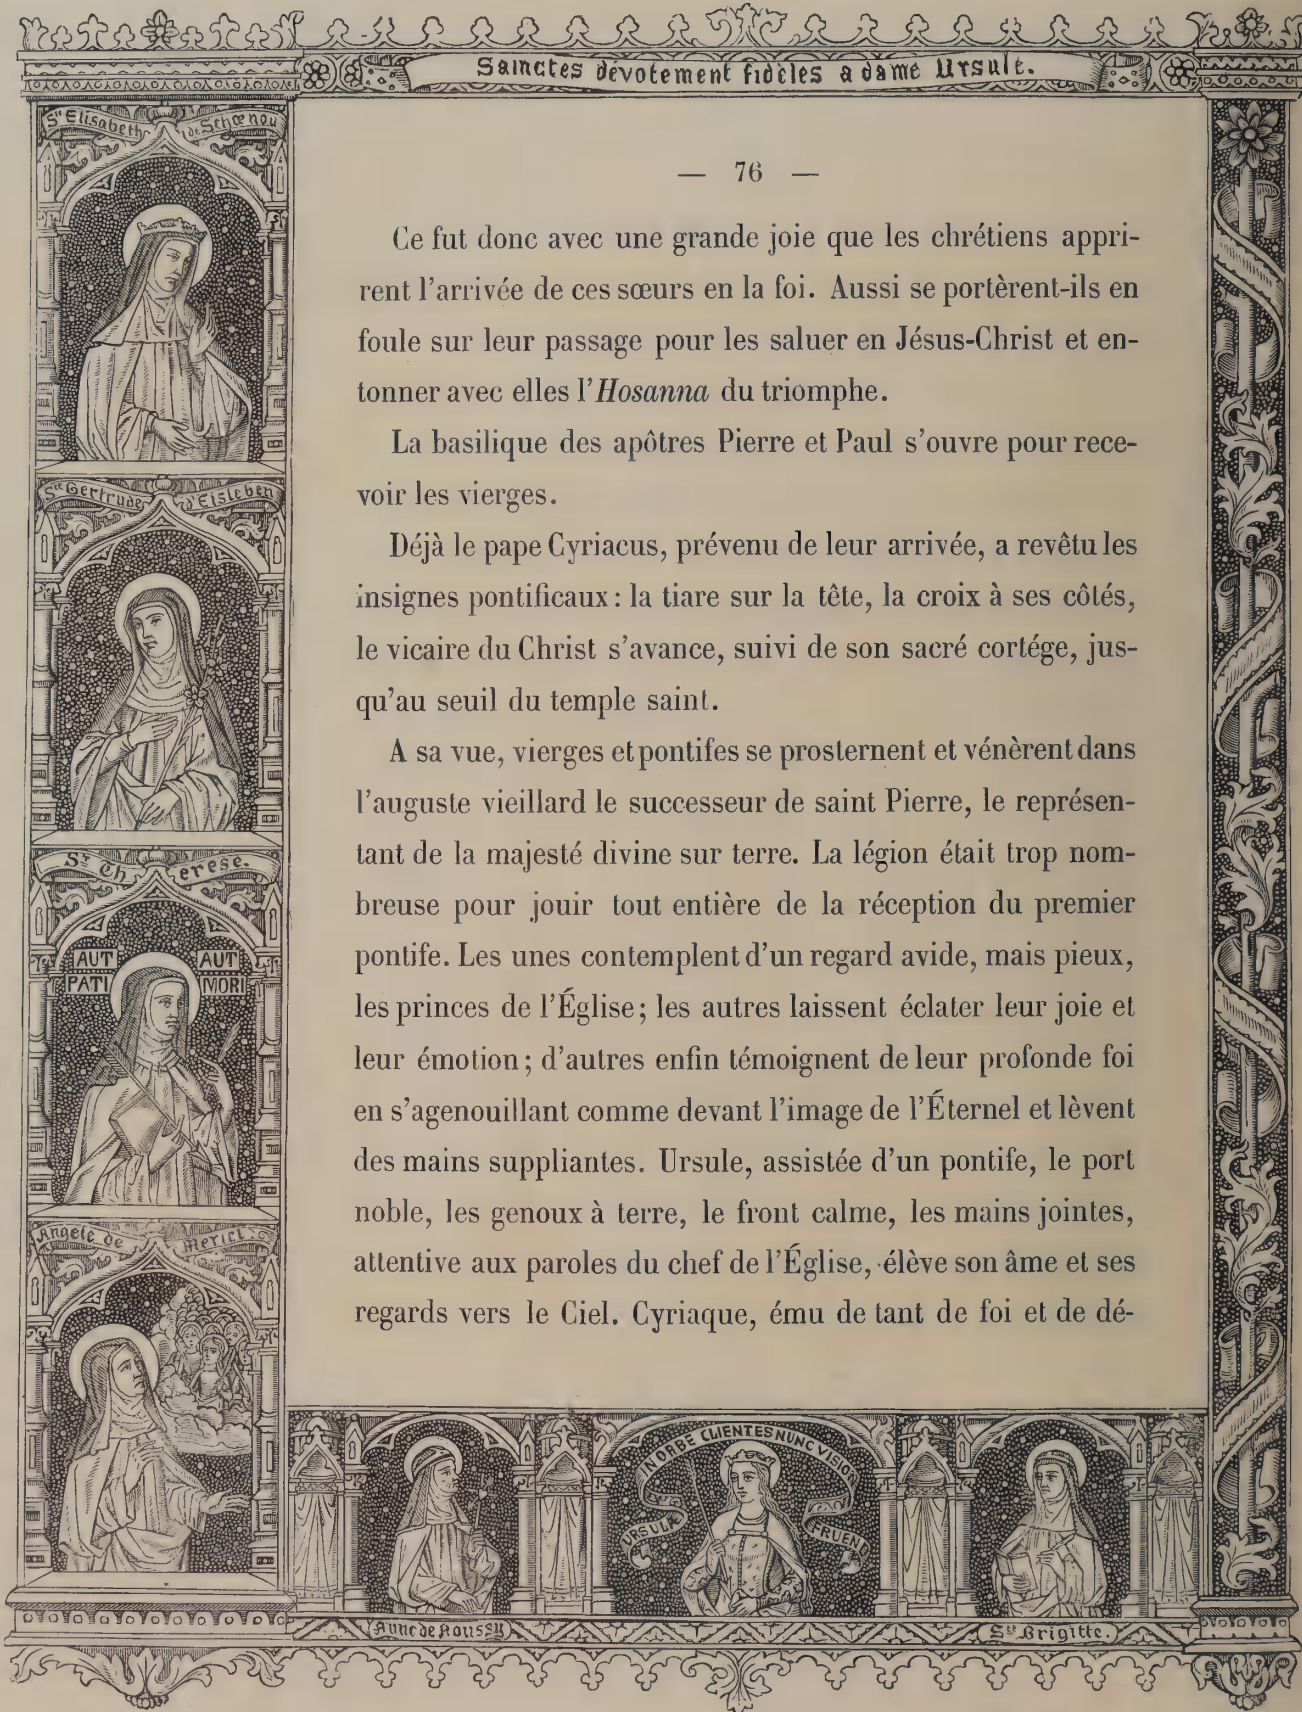 Sainctes dévotement fidèles a dame Ursule.
Ste Elisabeth de Schœnou
Ste Gertrude d'Eisleben
Ste Therese.
AUT PATI AUT MORI
Angele de Merici
— 76 —
Ce fut donc avec une grande joie que les chrétiens appri-
rent l'arrivée de ces sœurs en la foi. Aussi se portèrent-ils en
foule sur leur passage pour les saluer en Jésus-Christ et en-
tonner avec elles l'Hosanna du triomphe.
La basilique des apôtres Pierre et Paul s'ouvre pour rece-
voir les vierges.
Déjà le pape Cyriacus, prévenu de leur arrivée, a revêtu les
insignes pontificaux : la tiare sur la tête, la croix à ses côtés,
le vicaire du Christ s'avance, suivi de son sacré cortége, jus-
qu'au seuil du temple saint.
A sa vue, vierges et pontifes se prosternent et vénèrent dans
l'auguste vieillard le successeur de saint Pierre, le représen-
tant de la majesté divine sur terre. La légion était trop nom-
breuse pour jouir tout entière de la réception du premier
pontife. Les unes contemplent d'un regard avide, mais pieux,
les princes de l'Église ; les autres laissent éclater leur joie et
leur émotion ; d'autres enfin témoignent de leur profonde foi
en s'agenouillant comme devant l'image de l'Éternel et lèvent
des mains suppliantes. Ursule, assistée d'un pontife, le port
noble, les genoux à terre, le front calme, les mains jointes,
attentive aux paroles du chef de l'Église, élève son âme et ses
regards vers le Ciel. Cyriaque, ému de tant de foi et de dé-
URSULÆ IN ORBE CLIENTES NUNC VISIONE FRUENT
Anne de Roussy
Ste Brigitte.